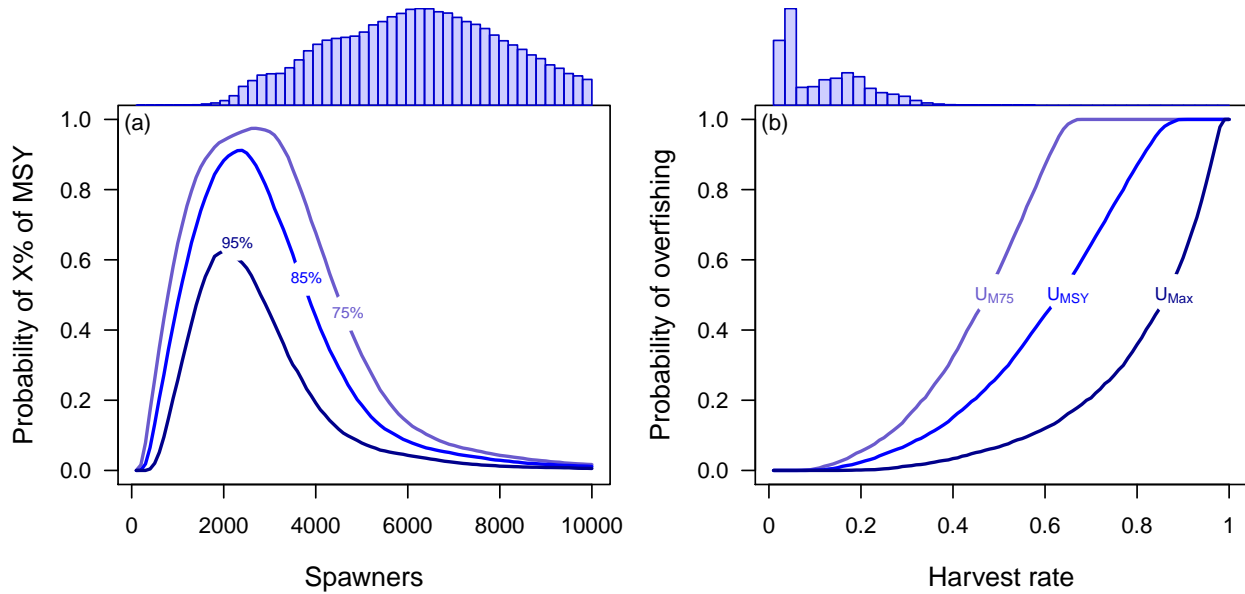 (a)
Probability of X% of MSY
1.0
0.8
0.6
0.4
0.2
0.0
95%
85%
75%
0 2000 4000 6000 8000 10000
Spawners
(b)
Probability of overfishing
1.0
0.8
0.6
0.4
0.2
0.0
UM75 UMSY UMax
0 0.2 0.4 0.6 0.8 1
Harvest rate